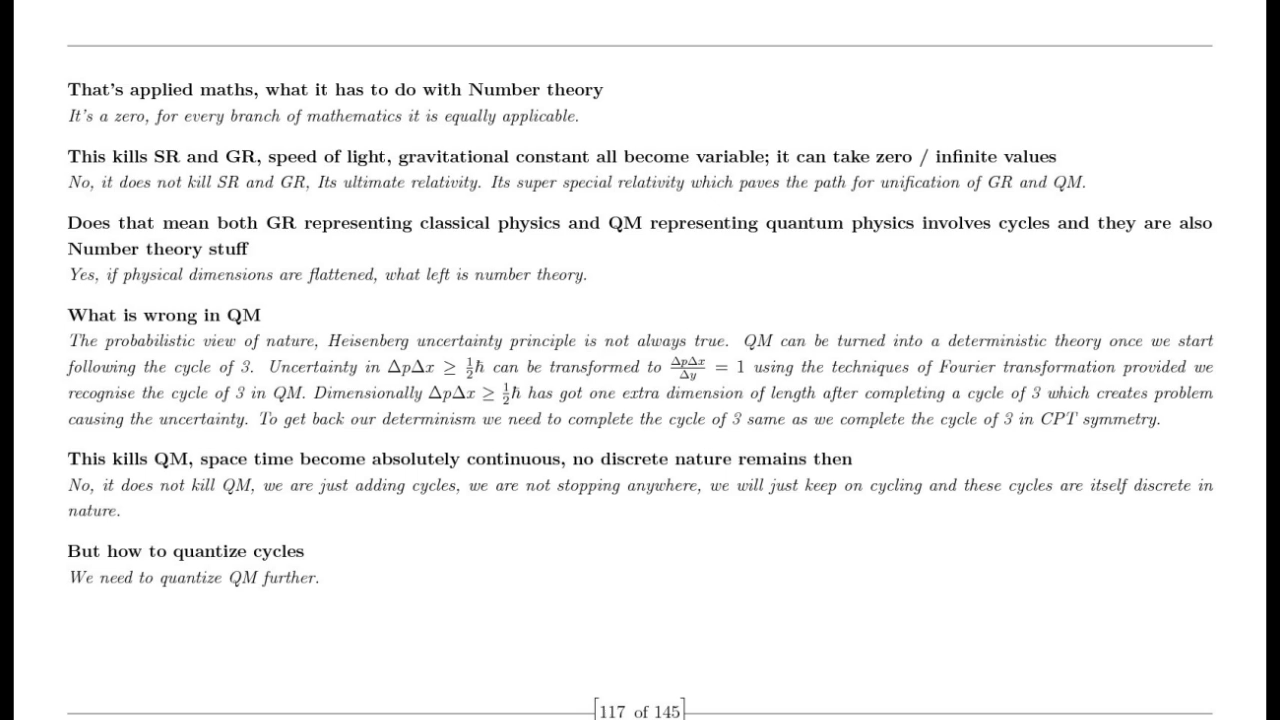 That's applied maths, what it has to do with Number theory
It's a zero, for every branch of mathematics it is equally applicable.
This kills SR and GR, speed of light, gravitational constant all become variable; it can take zero / infinite values
No, it does not kill SR and GR, Its ultimate relativity. Its super special relativity which paves the path for unification of GR and QM.
Does that mean both GR representing classical physics and QM representing quantum physics involves cycles and they are also
Number theory stuff
Yes, if physical dimensions are flattened, what left is number theory.
What is wrong in QM
The probabilistic view of nature, Heisenberg uncertainty principle is not always true. QM can be turned into a deterministic theory once we start
following the cycle of 3. Uncertainty in ΔpΔx ≥ ½ℏ can be transformed to ΔpΔx/Δy = 1 using the techniques of Fourier transformation provided we
recognise the cycle of 3 in QM. Dimensionally ΔpΔx ≥ ½ℏ has got one extra dimension of length after completing a cycle of 3 which creates problem
causing the uncertainty. To get back our determinism we need to complete the cycle of 3 same as we complete the cycle of 3 in CPT symmetry.
This kills QM, space time become absolutely continuous, no discrete nature remains then
No, it does not kill QM, we are just adding cycles, we are not stopping anywhere, we will just keep on cycling and these cycles are itself discrete in
nature.
But how to quantize cycles
We need to quantize QM further.
[117 of 145]